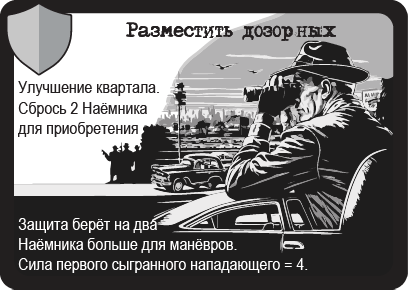 Разместить дозорных
Улучшение квартала.
Сбрось 2 Наёмника
для приобретения
Защита берёт на два
Наёмника больше для манёвров.
Сила первого сыгранного нападающего = 4.